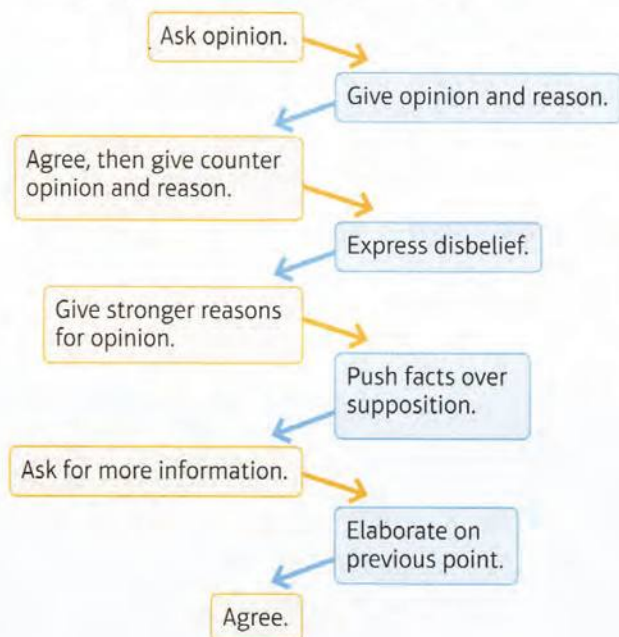 Ask opinion.
Give opinion and reason.
Agree, then give counter
opinion and reason.
Express disbelief.
Give stronger reasons
for opinion.
Push facts over
supposition.
Ask for more information.
Elaborate on
previous point.
Agree.